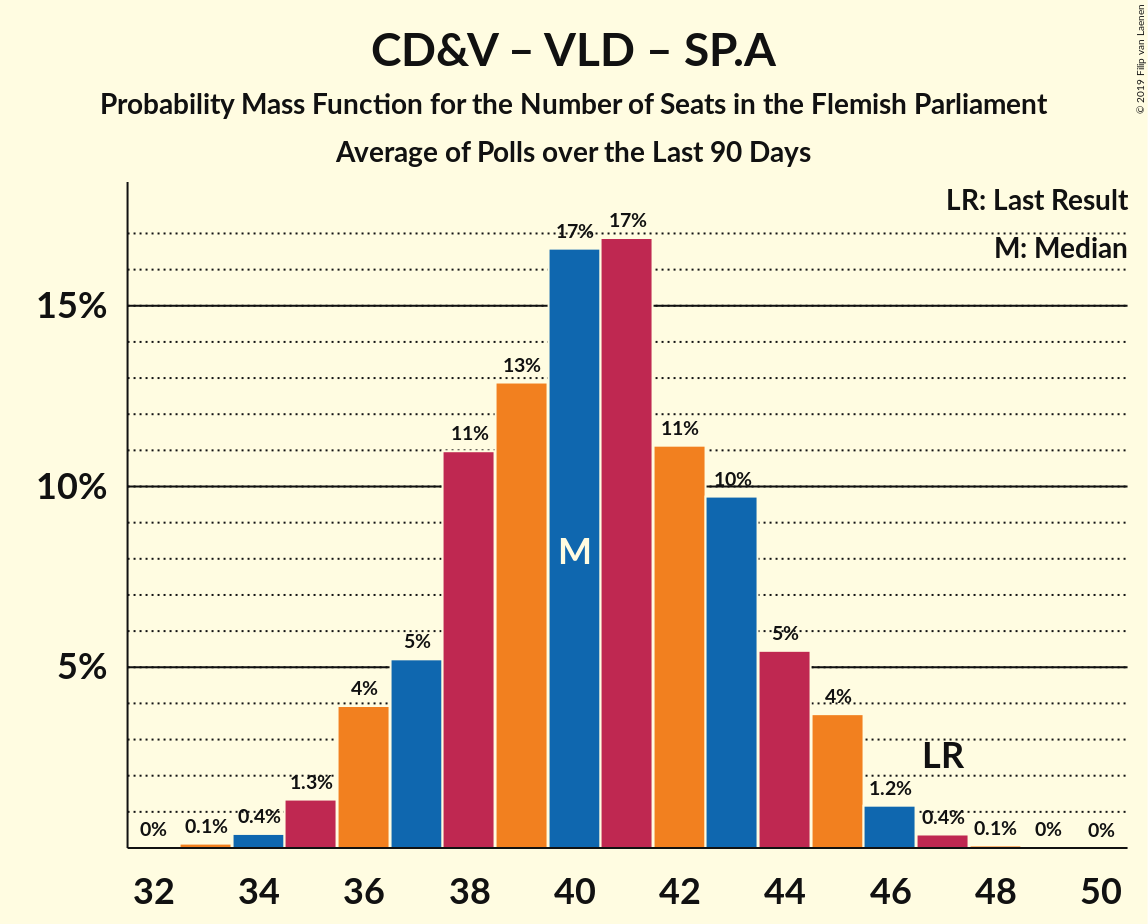 CD&V – VLD – SP.A
Probability Mass Function for the Number of Seats in the Flemish Parliament
Average of Polls over the Last 90 Days
© 2019 Filip van Laenen
LR: Last Result
M: Median
15%
10%
5%
0%
0.1%
0.4%
1.3%
4%
5%
11%
13%
17%
17%
11%
10%
5%
4%
1.2%
0.4%
0.1%
0%
0%
M
LR
32 34 36 38 40 42 44 46 48 50